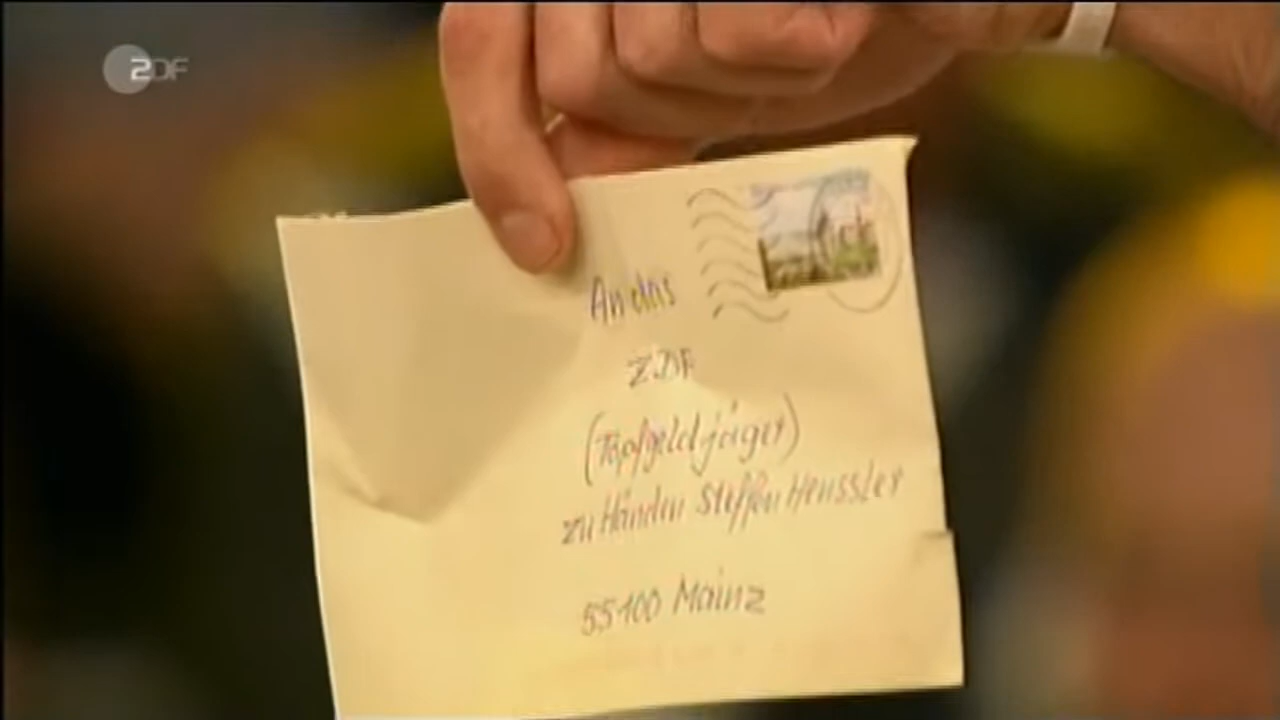 ZDF
An das
ZDF
(Topfgeldjäger)
zu Händen Steffen Henssler
55100 Mainz